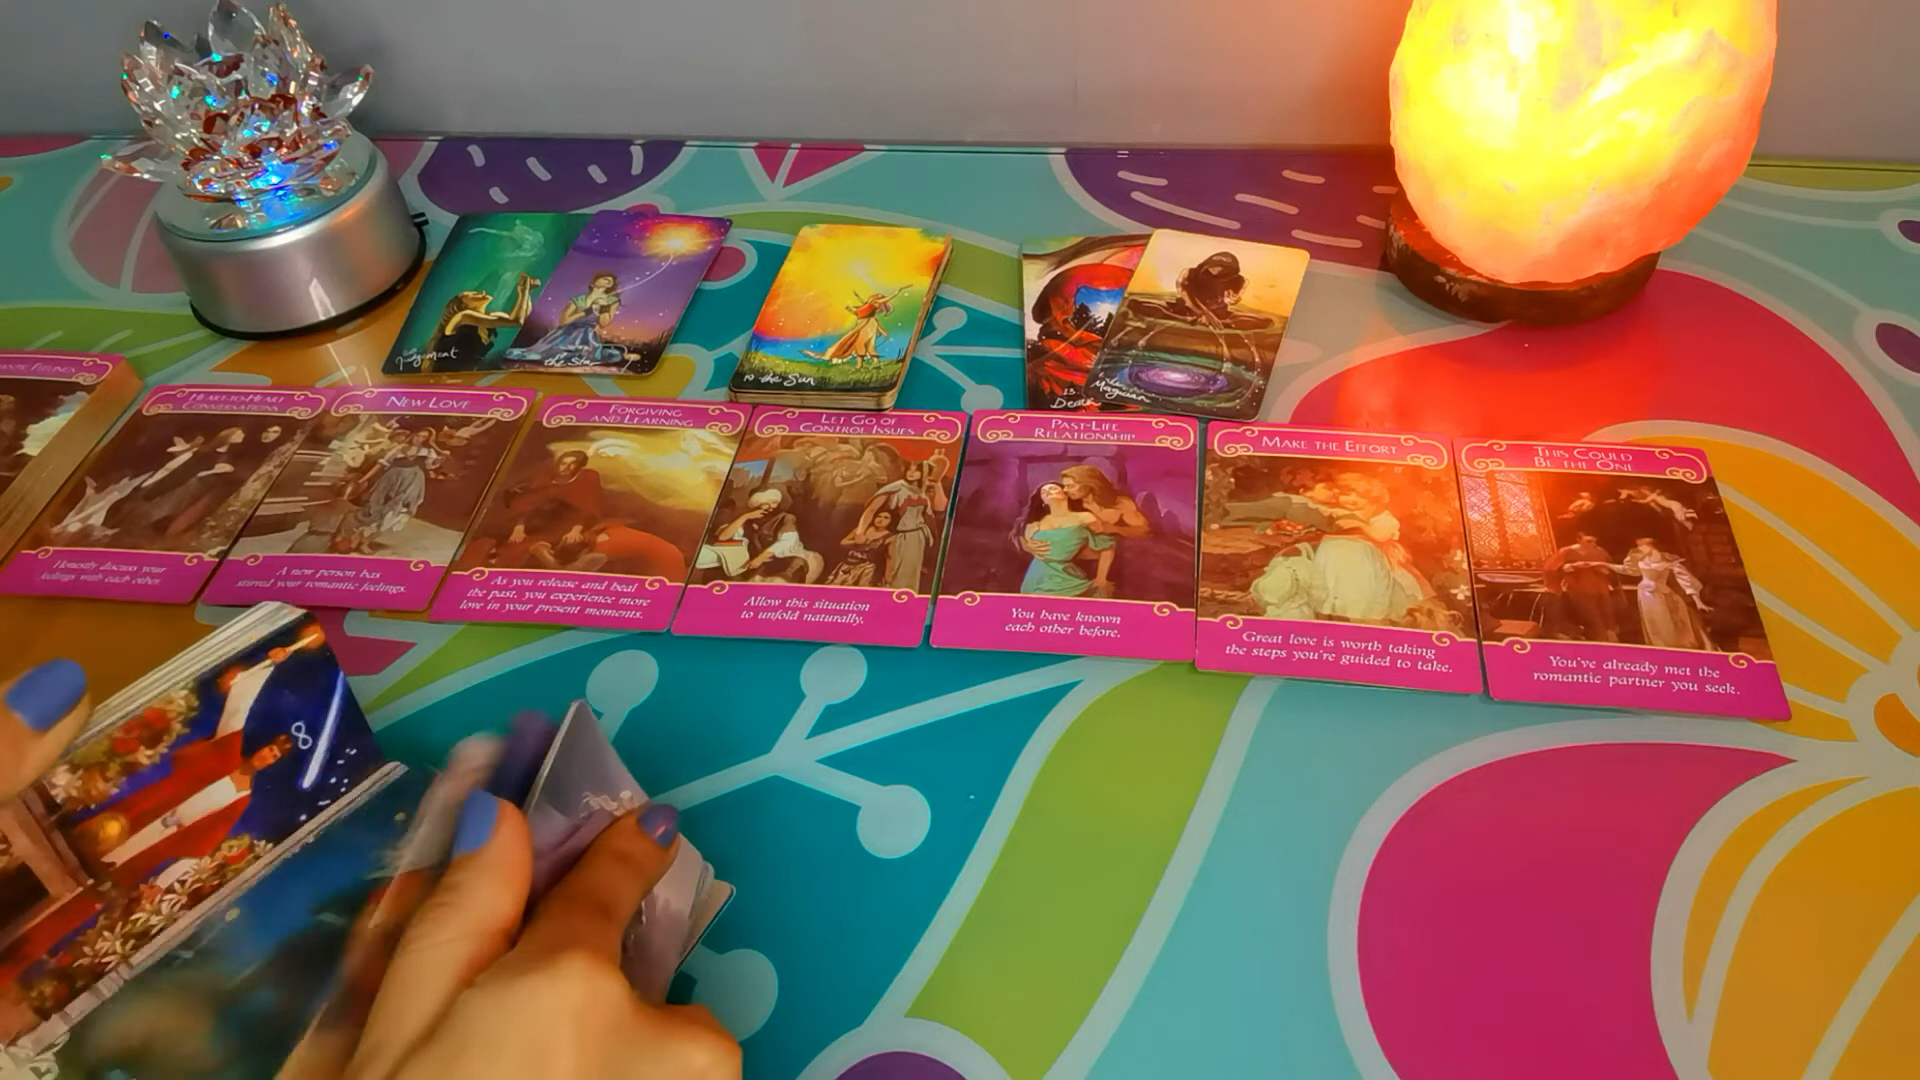 Judgement
the Star
19 the Sun
13.
Death
Magician
Feelings
Heart-to-Heart
Conversations
Honestly discuss your
feelings with each other.
New Love
A new person has
stirred your romantic feelings.
Forgiving
and Learning
As you release and heal
the past, you experience more
love in your present moments.
Let Go of
Control Issues
Allow this situation
to unfold naturally.
Past-Life
Relationship
You have known
each other before.
Make the Effort
Great love is worth taking
the steps you're guided to take.
This Could
Be the One
You've already met the
romantic partner you seek.
8